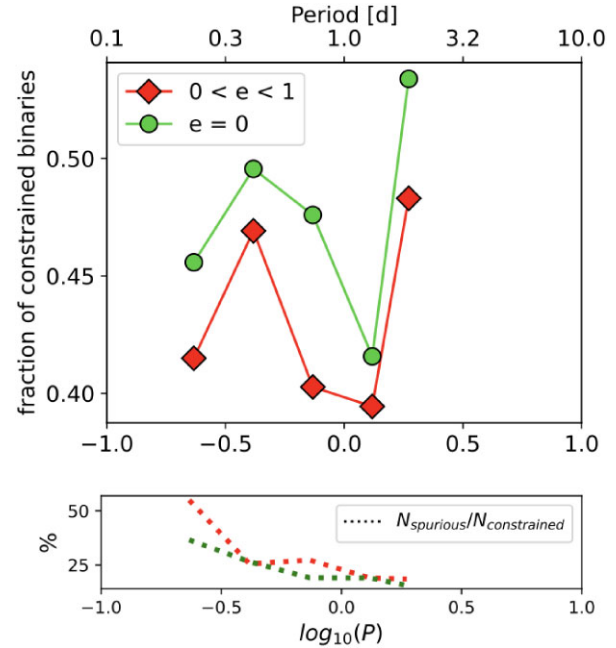 Period [d]
0.1 0.3 1.0 3.2 10.0
0 < e < 1
e = 0
fraction of constrained binaries
0.50
0.45
0.40
−1.0 −0.5 0.0 0.5 1.0
%
50
25
N_spurious/N_constrained
−1.0 −0.5 0.0 0.5 1.0
log₁₀(P)